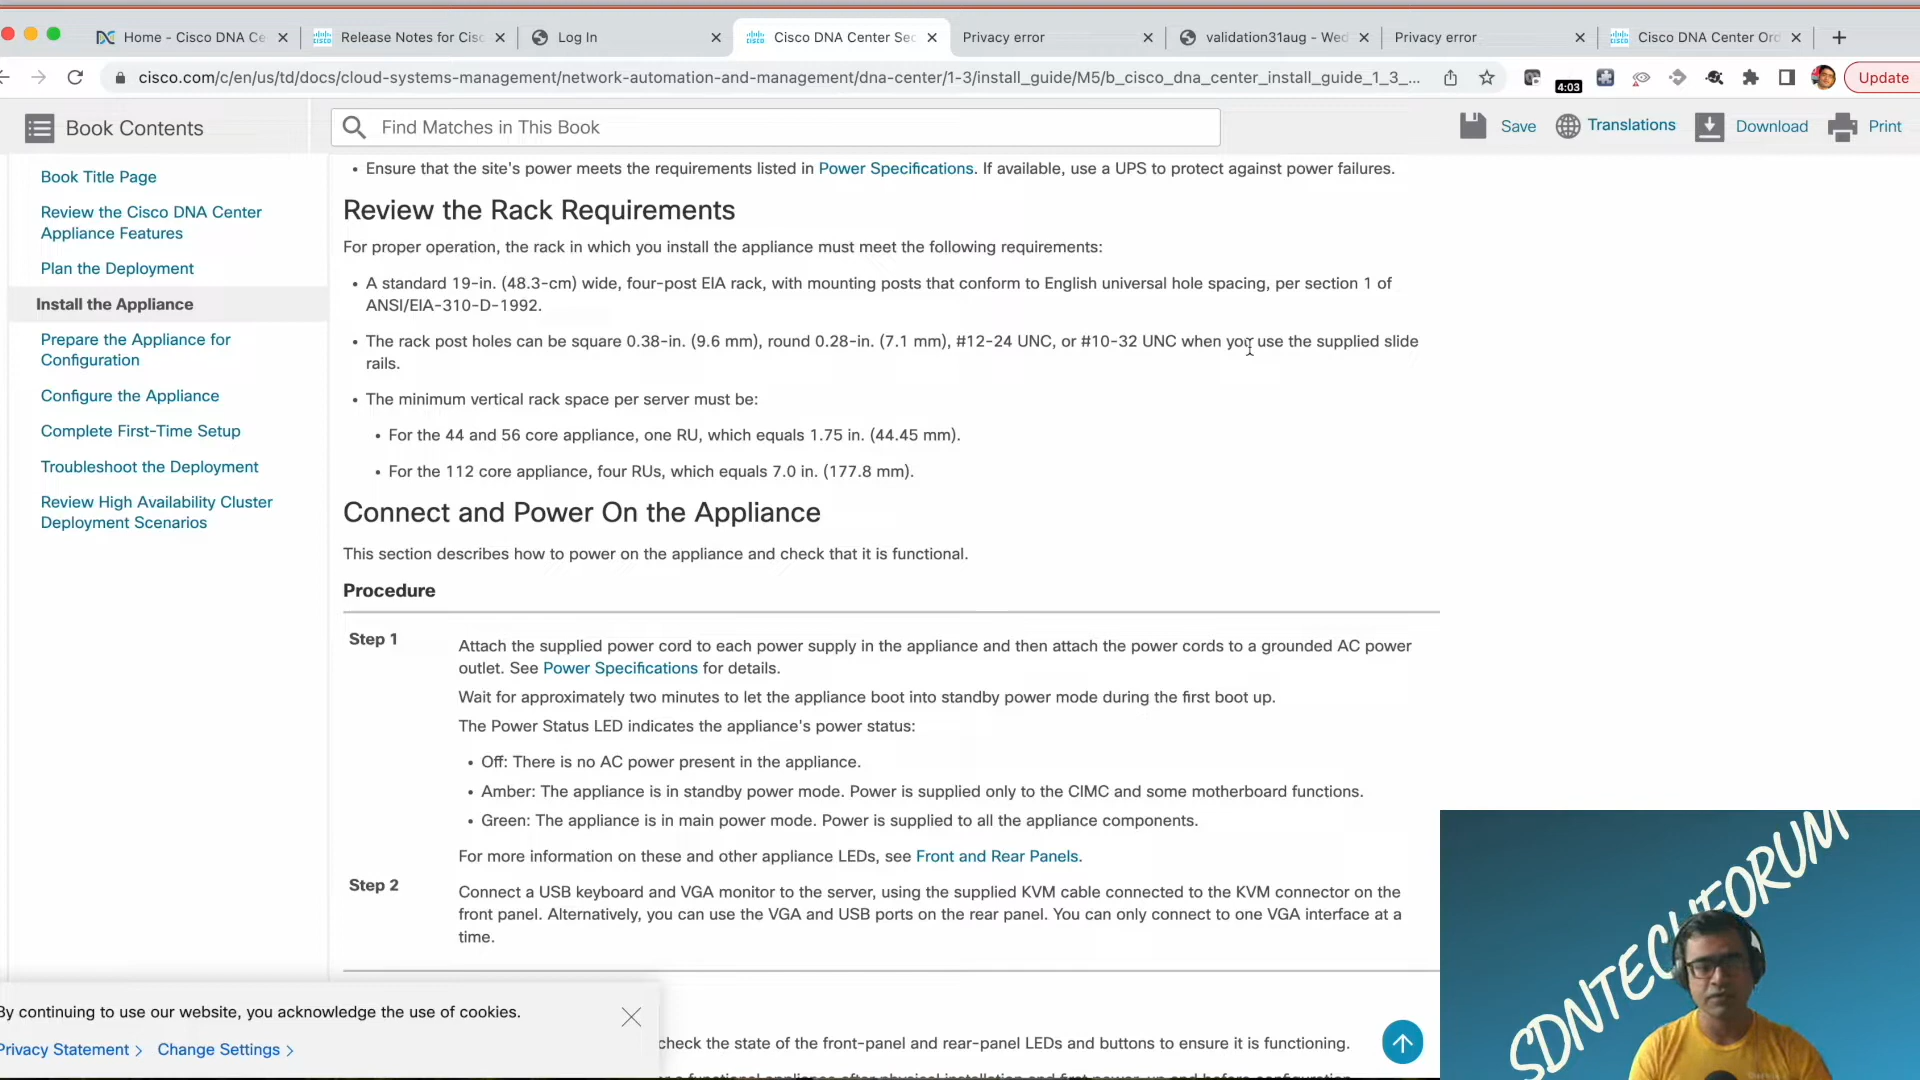 Home - Cisco DNA Ce
Release Notes for Cisc
Log In
Cisco DNA Center Sec
Privacy error
validation31aug - Wed
Privacy error
Cisco DNA Center Ord
cisco.com/c/en/us/td/docs/cloud-systems-management/network-automation-and-management/dna-center/1-3/install_guide/M5/b_cisco_dna_center_install_guide_1_3_...
4:03
Update
Book Contents
Find Matches in This Book
Save
Translations
Download
Print
Book Title Page
Review the Cisco DNA Center
Appliance Features
Plan the Deployment
Install the Appliance
Prepare the Appliance for
Configuration
Configure the Appliance
Complete First-Time Setup
Troubleshoot the Deployment
Review High Availability Cluster
Deployment Scenarios
• Ensure that the site's power meets the requirements listed in Power Specifications. If available, use a UPS to protect against power failures.
Review the Rack Requirements
For proper operation, the rack in which you install the appliance must meet the following requirements:
• A standard 19-in. (48.3-cm) wide, four-post EIA rack, with mounting posts that conform to English universal hole spacing, per section 1 of
ANSI/EIA-310-D-1992.
• The rack post holes can be square 0.38-in. (9.6 mm), round 0.28-in. (7.1 mm), #12-24 UNC, or #10-32 UNC when you use the supplied slide
rails.
• The minimum vertical rack space per server must be:
• For the 44 and 56 core appliance, one RU, which equals 1.75 in. (44.45 mm).
• For the 112 core appliance, four RUs, which equals 7.0 in. (177.8 mm).
Connect and Power On the Appliance
This section describes how to power on the appliance and check that it is functional.
Procedure
Step 1
Attach the supplied power cord to each power supply in the appliance and then attach the power cords to a grounded AC power
outlet. See Power Specifications for details.
Wait for approximately two minutes to let the appliance boot into standby power mode during the first boot up.
The Power Status LED indicates the appliance's power status:
• Off: There is no AC power present in the appliance.
• Amber: The appliance is in standby power mode. Power is supplied only to the CIMC and some motherboard functions.
• Green: The appliance is in main power mode. Power is supplied to all the appliance components.
For more information on these and other appliance LEDs, see Front and Rear Panels.
Step 2
Connect a USB keyboard and VGA monitor to the server, using the supplied KVM cable connected to the KVM connector on the
front panel. Alternatively, you can use the VGA and USB ports on the rear panel. You can only connect to one VGA interface at a
time.
By continuing to use our website, you acknowledge the use of cookies.
Privacy Statement >
Change Settings >
check the state of the front-panel and rear-panel LEDs and buttons to ensure it is functioning.
SDNTECHFORUM